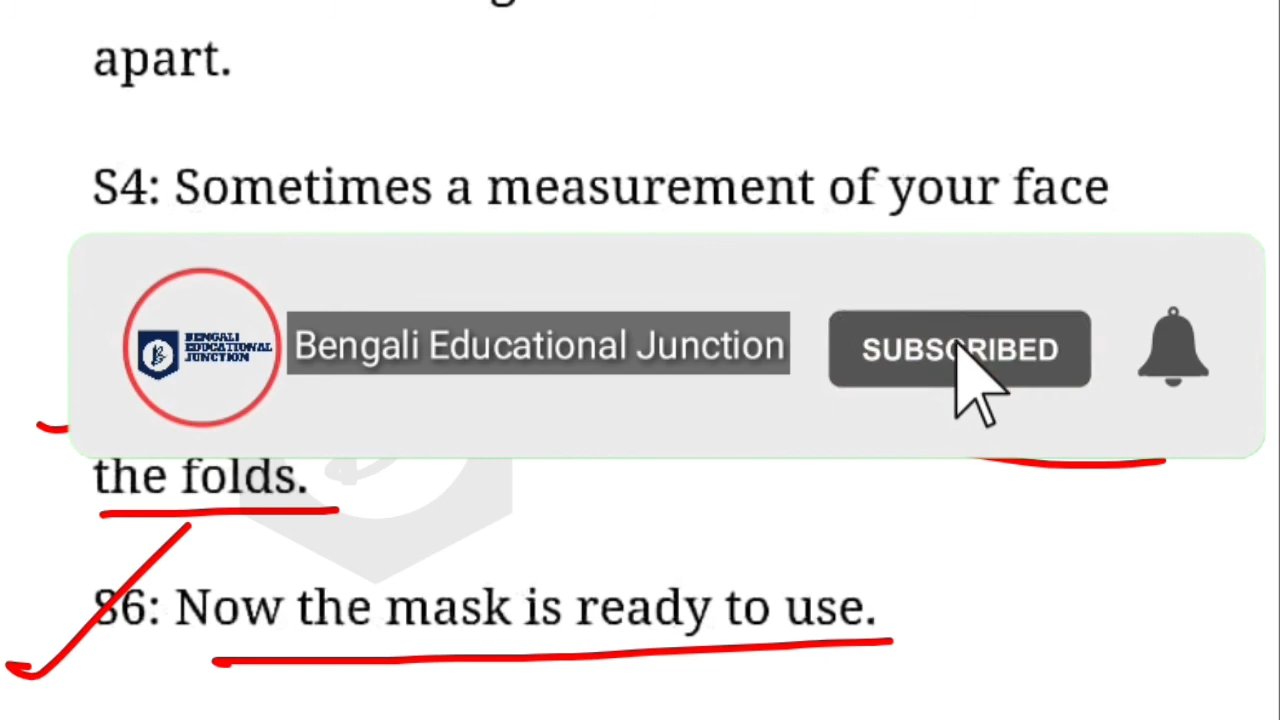 apart.
S4: Sometimes a measurement of your face
BENGALI
EDUCATIONAL
JUNCTION
Bengali Educational Junction
SUBSCRIBED
the folds.
S6: Now the mask is ready to use.